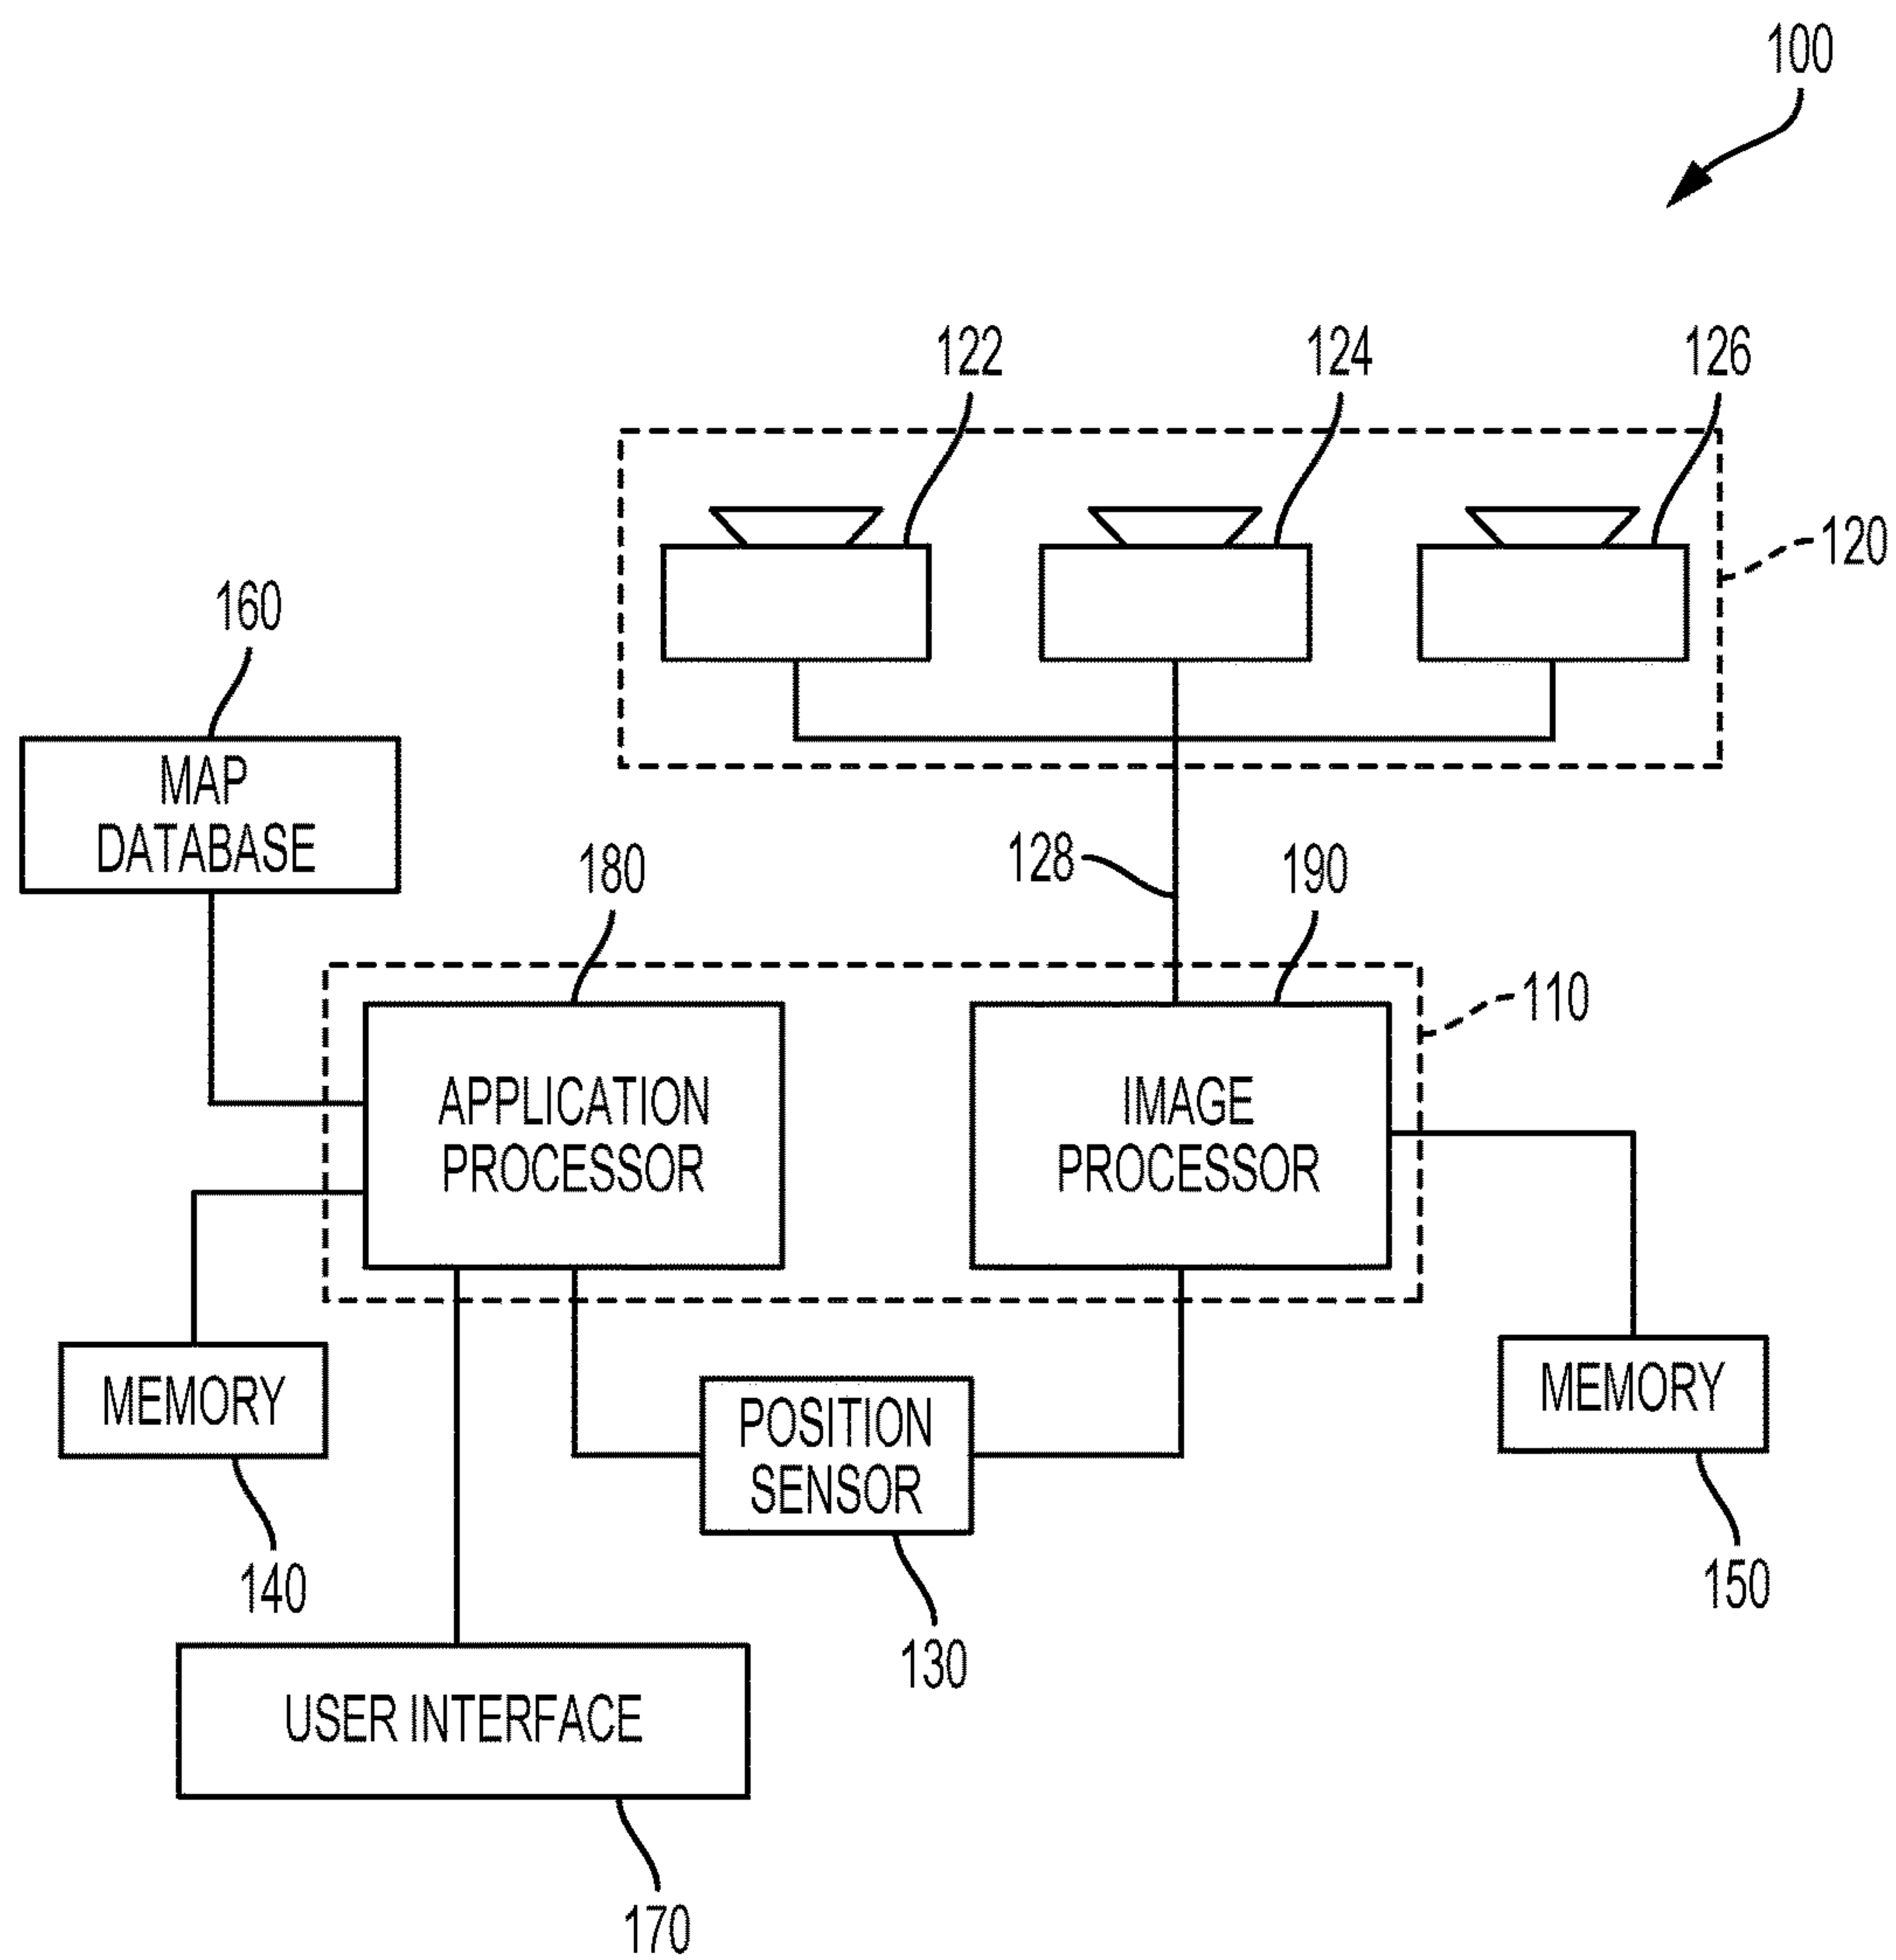 100
122
124
126
120
160
MAP
DATABASE
128
180
190
110
APPLICATION
PROCESSOR
IMAGE
PROCESSOR
MEMORY
POSITION
SENSOR
MEMORY
140
150
130
USER INTERFACE
170